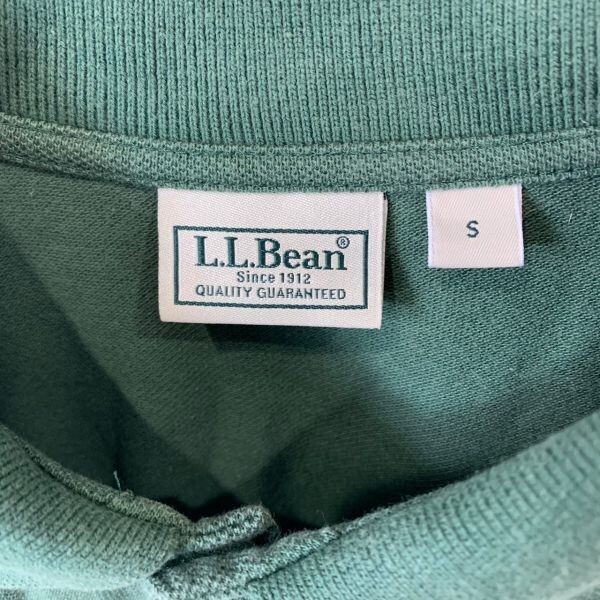 L.L.Bean®
Since 1912
QUALITY GUARANTEED
S